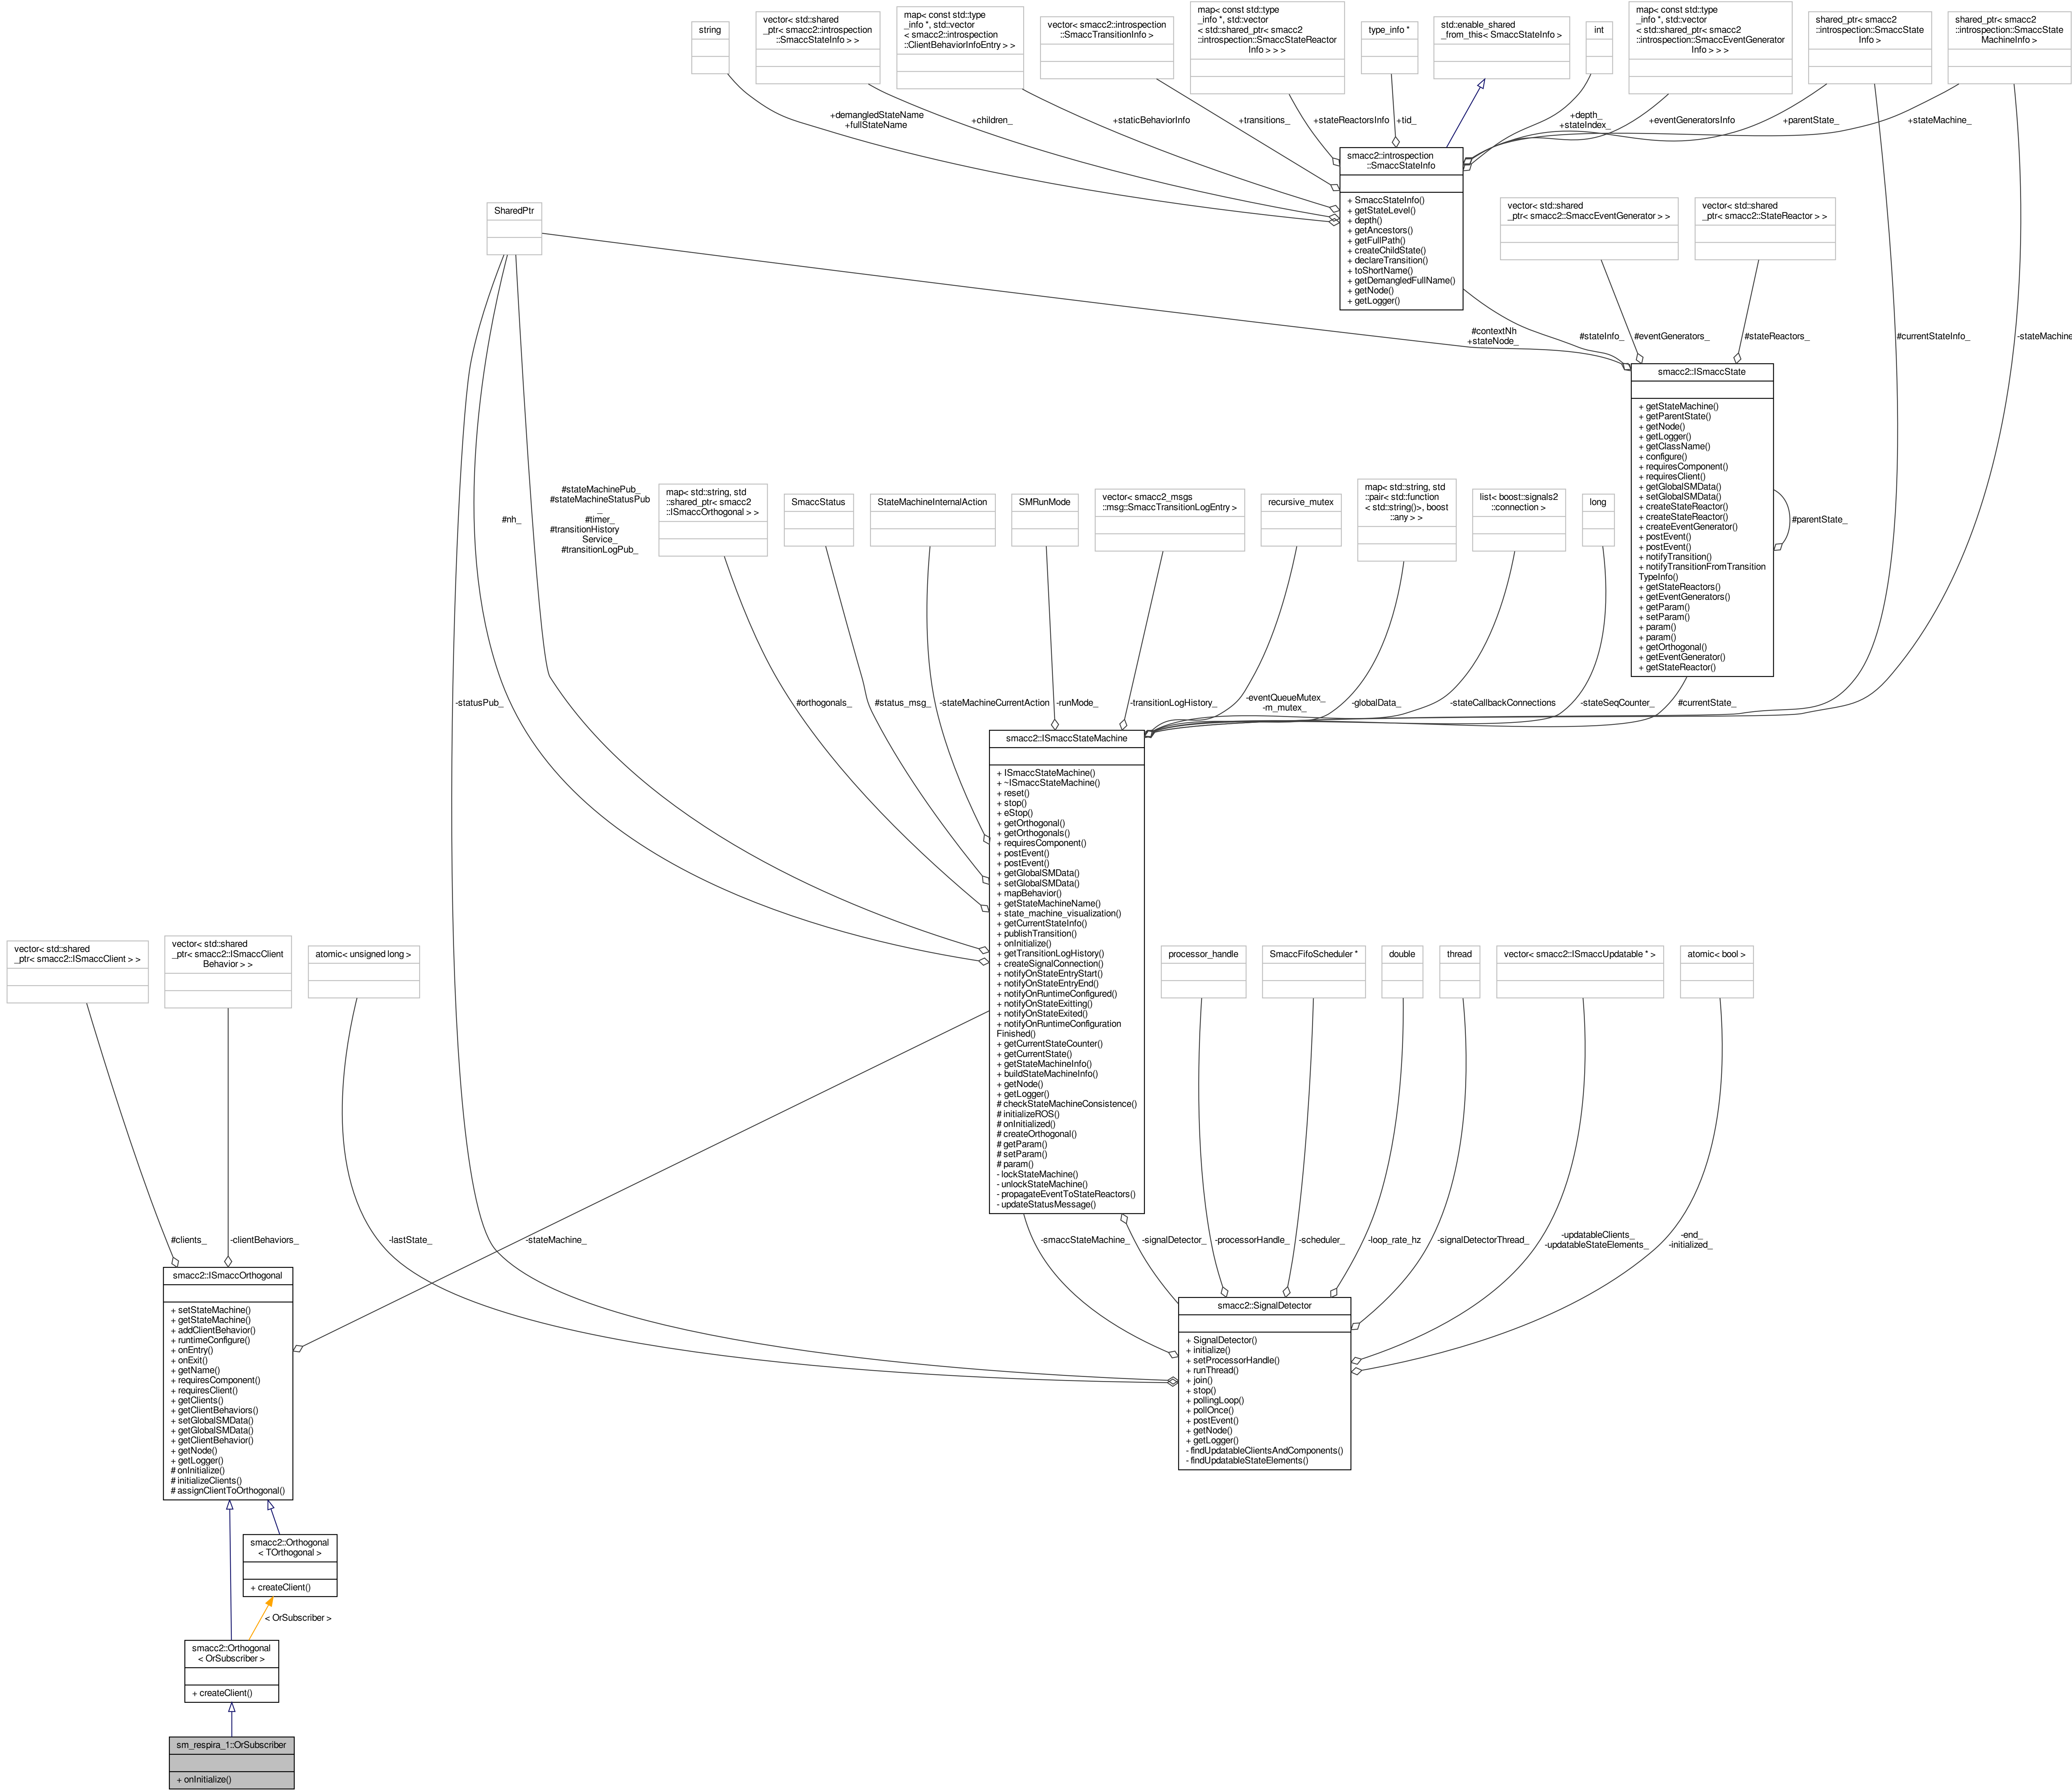 string
vector< std::shared
_ptr< smacc2::introspection
::SmaccStateInfo > >
map< const std::type
_info *, std::vector
< smacc2::introspection
::ClientBehaviorInfoEntry > >
vector< smacc2::introspection
::SmaccTransitionInfo >
map< const std::type
_info *, std::vector
< std::shared_ptr< smacc2
::introspection::SmaccStateReactor
Info > > >
type_info *
std::enable_shared
_from_this< SmaccStateInfo >
int
map< const std::type
_info *, std::vector
< std::shared_ptr< smacc2
::introspection::SmaccEventGenerator
Info > > >
shared_ptr< smacc2
::introspection::SmaccState
Info >
shared_ptr< smacc2
::introspection::SmaccState
MachineInfo >
+demangledStateName
+fullStateName
+children_
+staticBehaviorInfo
+transitions_
+stateReactorsInfo
+tid_
+depth_
+stateIndex_
+eventGeneratorsInfo
+parentState_
+stateMachine_
smacc2::introspection
::SmaccStateInfo
+ SmaccStateInfo()
+ getStateLevel()
+ depth()
+ getAncestors()
+ getFullPath()
+ createChildState()
+ declareTransition()
+ toShortName()
+ getDemangledFullName()
+ getNode()
+ getLogger()
SharedPtr
vector< std::shared
_ptr< smacc2::SmaccEventGenerator > >
vector< std::shared
_ptr< smacc2::StateReactor > >
#contextNh
+stateNode_
#stateInfo_
#eventGenerators_
#stateReactors_
#currentStateInfo_
-stateMachine
smacc2::ISmaccState
+ getStateMachine()
+ getParentState()
+ getNode()
+ getLogger()
+ getClassName()
+ configure()
+ requiresComponent()
+ requiresClient()
+ getGlobalSMData()
+ setGlobalSMData()
+ createStateReactor()
+ createStateReactor()
+ createEventGenerator()
+ postEvent()
+ postEvent()
+ notifyTransition()
+ notifyTransitionFromTransition
TypeInfo()
+ getStateReactors()
+ getEventGenerators()
+ getParam()
+ setParam()
+ param()
+ param()
+ getOrthogonal()
+ getEventGenerator()
+ getStateReactor()
#parentState_
#nh_
#stateMachinePub_
#stateMachineStatusPub
_
#timer_
#transitionHistory
Service_
#transitionLogPub_
map< std::string, std
::shared_ptr< smacc2
::ISmaccOrthogonal > >
SmaccStatus
StateMachineInternalAction
SMRunMode
vector< smacc2_msgs
::msg::SmaccTransitionLogEntry >
recursive_mutex
map< std::string, std
::pair< std::function
< std::string()>, boost
::any > >
list< boost::signals2
::connection >
long
-statusPub_
#orthogonals_
#status_msg_
-stateMachineCurrentAction
-runMode_
-transitionLogHistory_
-eventQueueMutex_
-m_mutex_
-globalData_
-stateCallbackConnections
-stateSeqCounter_
#currentState_
smacc2::ISmaccStateMachine
+ ISmaccStateMachine()
+ ~ISmaccStateMachine()
+ reset()
+ stop()
+ eStop()
+ getOrthogonal()
+ getOrthogonals()
+ requiresComponent()
+ postEvent()
+ postEvent()
+ getGlobalSMData()
+ setGlobalSMData()
+ mapBehavior()
+ getStateMachineName()
+ state_machine_visualization()
+ getCurrentStateInfo()
+ publishTransition()
+ onInitialize()
+ getTransitionLogHistory()
+ createSignalConnection()
+ notifyOnStateEntryStart()
+ notifyOnStateEntryEnd()
+ notifyOnRuntimeConfigured()
+ notifyOnStateExitting()
+ notifyOnStateExited()
+ notifyOnRuntimeConfiguration
Finished()
+ getCurrentStateCounter()
+ getCurrentState()
+ getStateMachineInfo()
+ buildStateMachineInfo()
+ getNode()
+ getLogger()
# checkStateMachineConsistence()
# initializeROS()
# onInitialized()
# createOrthogonal()
# getParam()
# setParam()
# param()
- lockStateMachine()
- unlockStateMachine()
- propagateEventToStateReactors()
- updateStatusMessage()
vector< std::shared
_ptr< smacc2::ISmaccClient > >
vector< std::shared
_ptr< smacc2::ISmaccClient
Behavior > >
atomic< unsigned long >
processor_handle
SmaccFifoScheduler *
double
thread
vector< smacc2::ISmaccUpdatable * >
atomic< bool >
#clients_
-clientBehaviors_
-lastState_
-stateMachine_
-smaccStateMachine_
-signalDetector_
-processorHandle_
-scheduler_
-loop_rate_hz
-signalDetectorThread_
-updatableClients_
-updatableStateElements_
-end_
-initialized_
smacc2::ISmaccOrthogonal
+ setStateMachine()
+ getStateMachine()
+ addClientBehavior()
+ runtimeConfigure()
+ onEntry()
+ onExit()
+ getName()
+ requiresComponent()
+ requiresClient()
+ getClients()
+ getClientBehaviors()
+ setGlobalSMData()
+ getGlobalSMData()
+ getClientBehavior()
+ getNode()
+ getLogger()
# onInitialize()
# initializeClients()
# assignClientToOrthogonal()
smacc2::SignalDetector
+ SignalDetector()
+ initialize()
+ setProcessorHandle()
+ runThread()
+ join()
+ stop()
+ pollingLoop()
+ pollOnce()
+ postEvent()
+ getNode()
+ getLogger()
- findUpdatableClientsAndComponents()
- findUpdatableStateElements()
smacc2::Orthogonal
< TOrthogonal >
+ createClient()
< OrSubscriber >
smacc2::Orthogonal
< OrSubscriber >
+ createClient()
sm_respira_1::OrSubscriber
+ onInitialize()